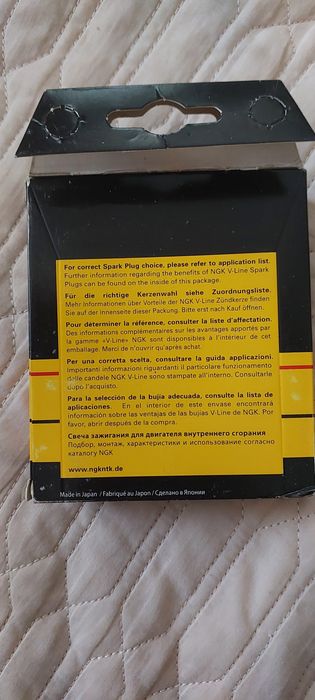 For correct Spark Plug choice, please refer to application list.
Further information regarding the benefits of NGK V-Line Spark
Plugs can be found on the inside of this package.
Für die richtige Kerzenwahl siehe Zuordnungsliste.
Mehr Informationen über Vorteile der NGK V-Line Zündkerze finden
Sie auf der Innenseite dieser Packung. Bitte erst nach Kauf öffnen.
Pour déterminer la réference, consulter la liste d'affectation.
Des informations complémentaires sur les avantages apportés par
la gamme «V-Line» NGK sont disponibles à l'intérieur de cet
emballage. Merci de n'ouvrir qu'après achat.
Per una corretta scelta, consultare la guida applicazioni.
Importanti informazioni riguardanti il particolare funzionamento
delle candele NGK V-Line sono stampate all'interno. Consultarle
dopo l'acquisto.
Para la selección de la bujía adecuada, consulte la lista de
aplicaciones. En el interior de este envase encontrará
información sobre las ventajas de las bujías V-Line de NGK. Por
favor, abrir después de la compra.
Свеча зажигания для двигателя внутреннего сгорания
Подбор, монтаж, характеристики и использование согласно
каталогу NGK
www.ngkntk.de
Made in Japan / Fabriqué au Japon / Сделано в Японии